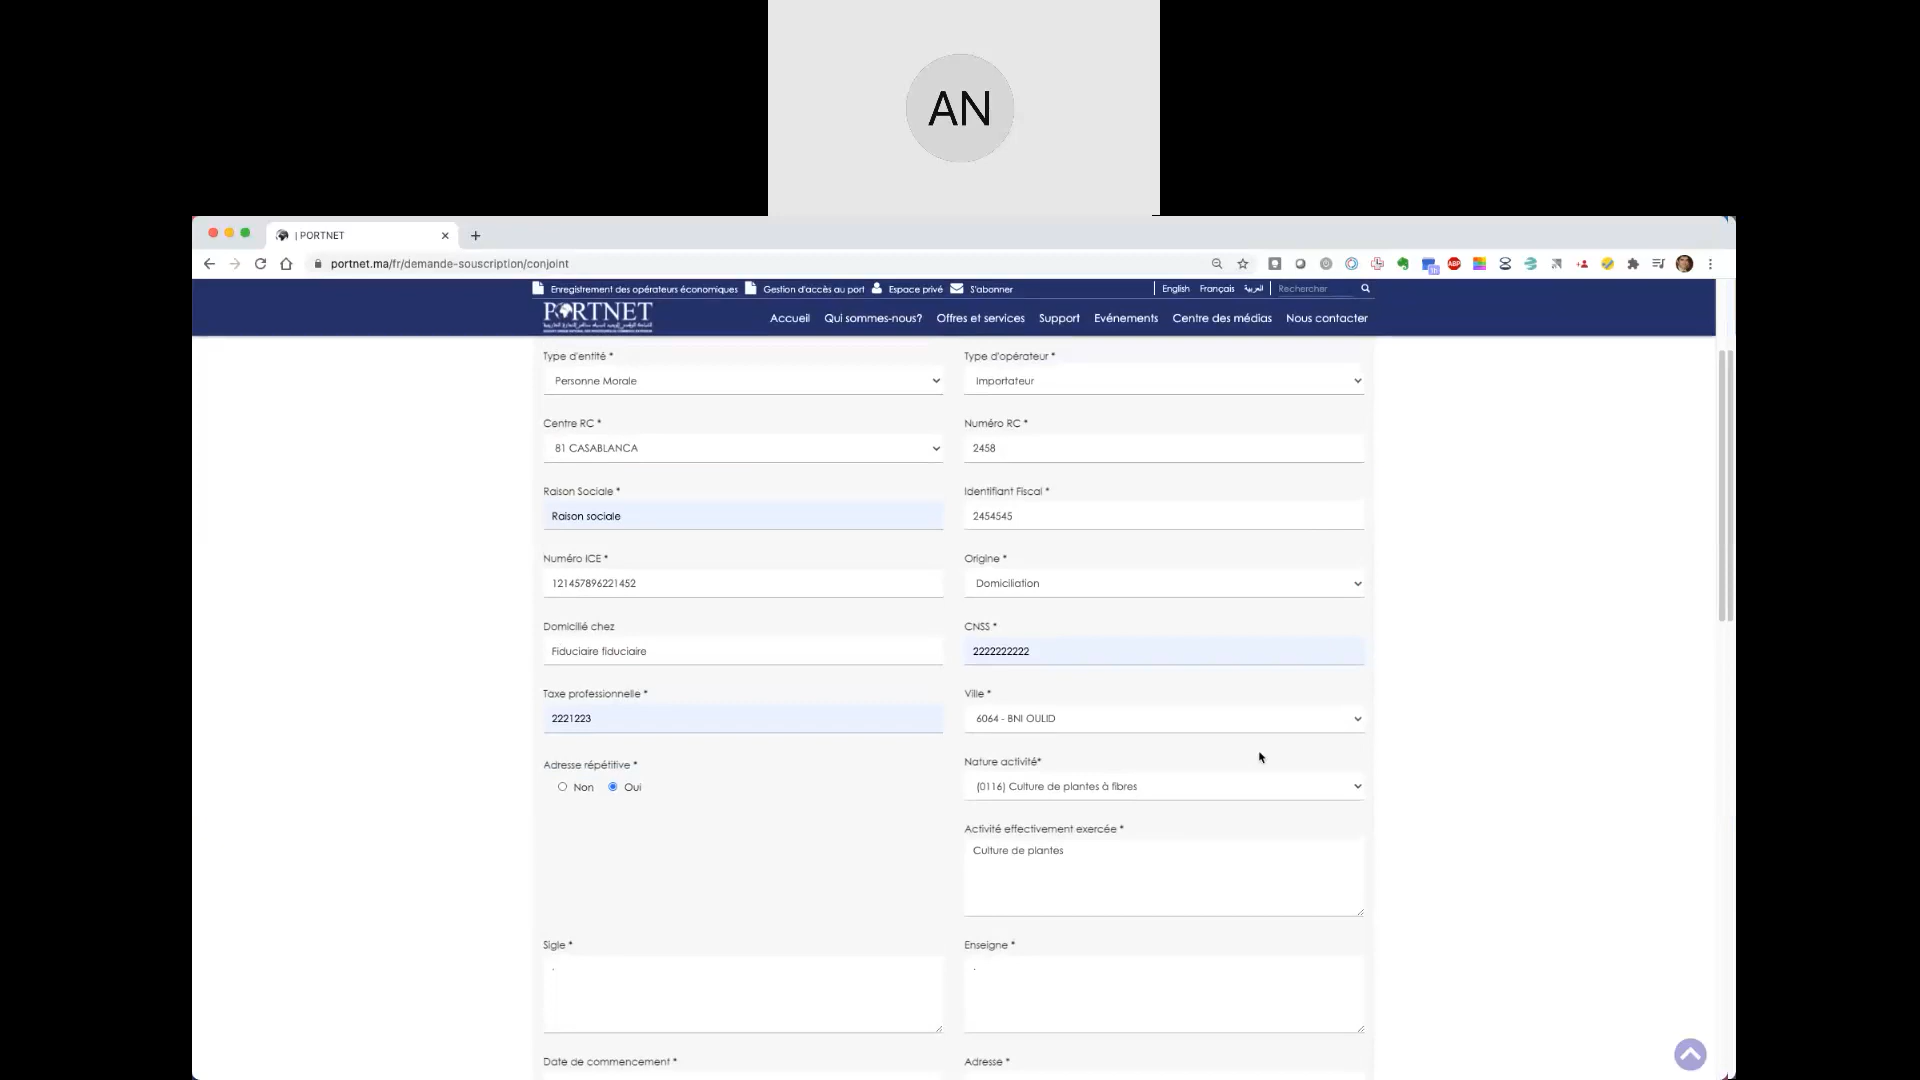 AN
| PORTNET
portnet.ma/fr/demande-souscription/conjoint
ABP
1h
Enregistrement des opérateurs économiques Gestion d'accès au port Espace privé S'abonner English Français العربية Rechercher
PORTNET
Accueil Qui sommes-nous? Offres et services Support Evénements Centre des médias Nous contacter
Type d'entité * Type d'opérateur *
Personne Morale Importateur
Centre RC * Numéro RC *
81 CASABLANCA 2458
Raison Sociale * Identifiant Fiscal *
Raison sociale 2454545
Numéro ICE * Origine *
121457896221452 Domiciliation
Domicilié chez CNSS *
Fiduciaire fiduciaire 2222222222
Taxe professionnelle * Ville *
2221223 6064 - BNI OULID
Adresse répétitive * Nature activité*
Non Oui (0116) Culture de plantes à fibres
Activité effectivement exercée *
Culture de plantes
Sigle * Enseigne *
. .
Date de commencement * Adresse *